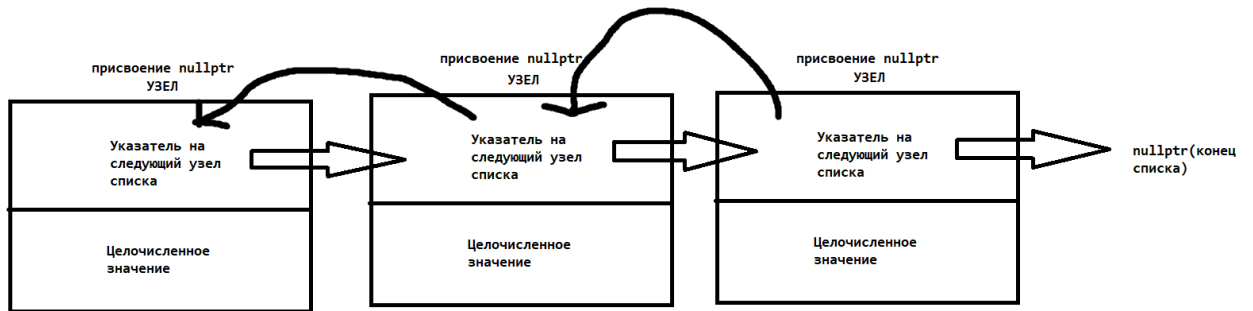 присвоение nullptr
УЗЕЛ
Указатель на
следующий узел
списка
Целочисленное
значение
присвоение nullptr
УЗЕЛ
Указатель на
следующий узел
списка
Целочисленное
значение
присвоение nullptr
УЗЕЛ
Указатель на
следующий узел
списка
Целочисленное
значение
nullptr(конец
списка)